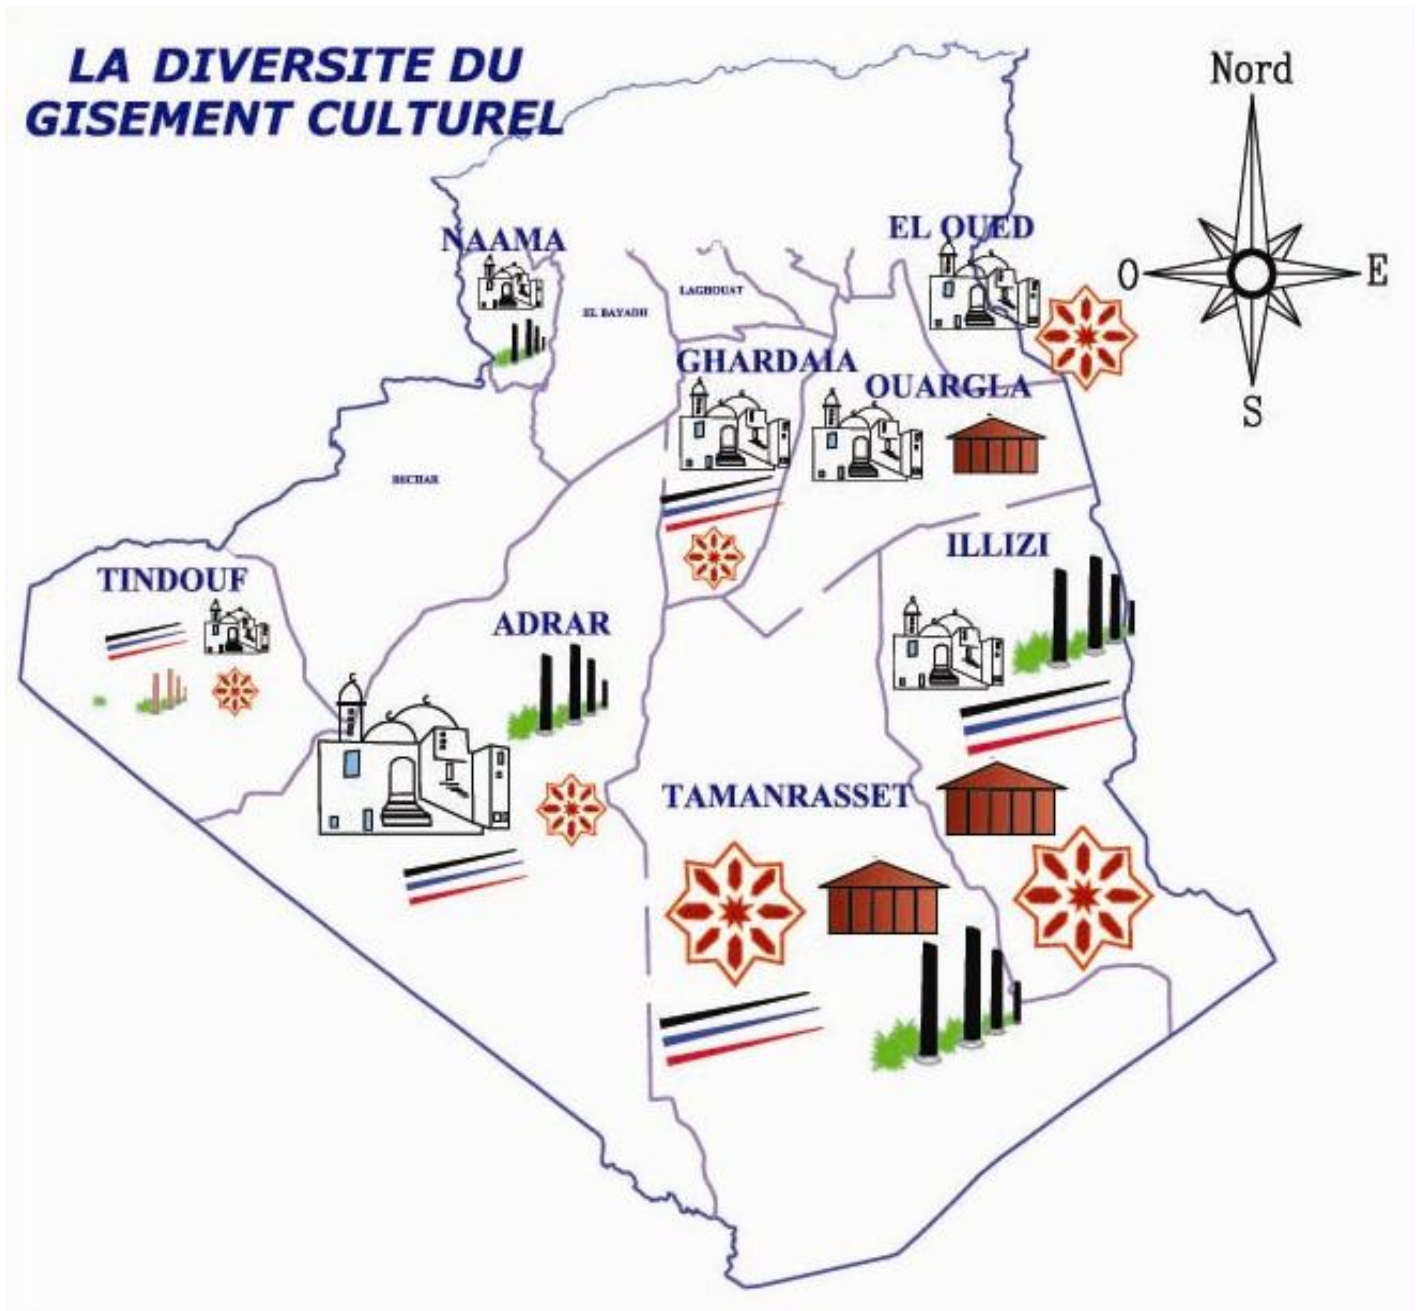 LA DIVERSITE DU
GISEMENT CULTUREL
Nord
O
E
S
NAAMA
EL OUED
EL BAYADH
LAGHOUAT
GHARDAIA
OUARGLA
BECHAR
TINDOUF
ADRAR
ILLIZI
TAMANRASSET